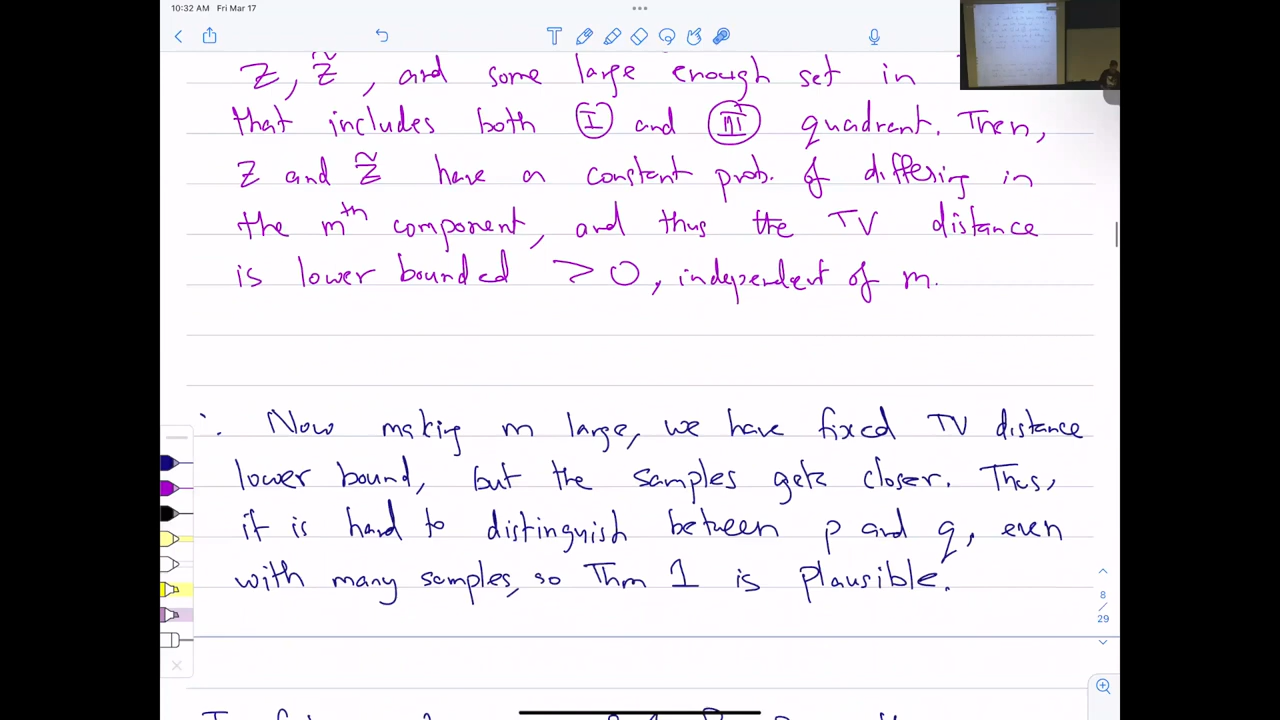 10:32 AM Fri Mar 17
Z, Z̃, and some large enough set in
that includes both Ⓘ and III quadrant. Then,
Z and Z̃ have a constant prob. of differing in
the mth component, and thus the TV distance
is lower bounded > 0, independent of m.
∴ Now making m large, we have fixed TV distance
lower bound, but the samples gets closer. Thus,
it is hard to distinguish between p and q, even
with many samples, so Thm 1 is plausible.
8
/
29